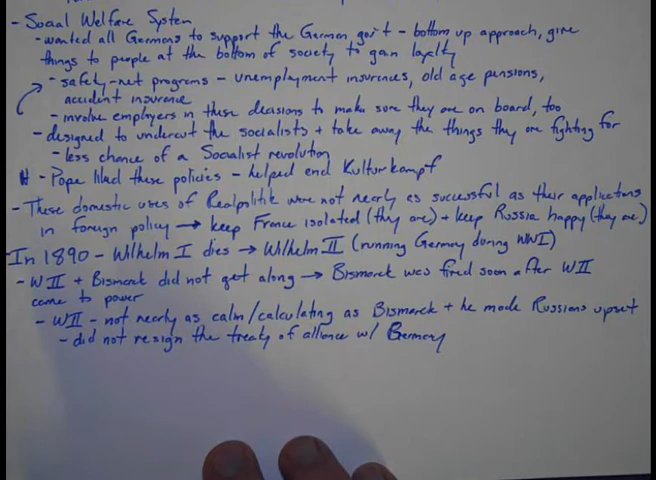 - Social Welfare System
- wanted all Germans to support the German gov't - bottom up approach, give
things to people at the bottom of society to gain loyalty
- safety-net programs - unemployment insurences, old age pensions,
accident insurance
- involve employers in these decisions to make sure they are on board, too
- designed to undercut the socialists + take away the things they are fighting for
- less chance of a Socialist revolution
- Pope liked these policies - helped end Kulturkampf
- These domestic uses of Realpolitik were not nearly as successful as their applications
in foreign policy → keep France isolated (they are) + keep Russia happy (they are)
In 1890 - Wilhelm I dies → Wilhelm II (running Germany during WWI)
- WII + Bismarck did not get along → Bismarck was fired soon after WII
came to power
- WII - not nearly as calm/calculating as Bismarck + he made Russians upset
- did not resign the treaty of alliance w/ Germany